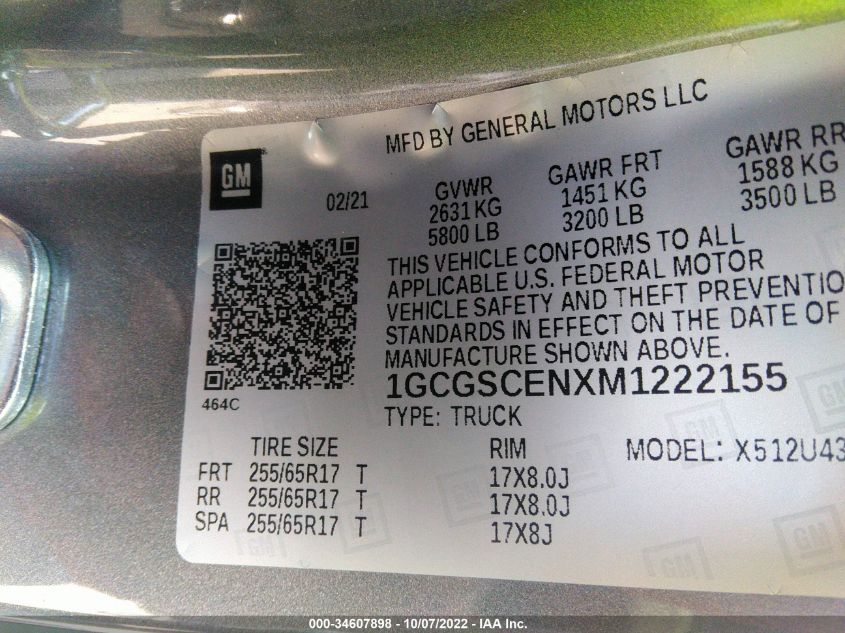 MFD BY GENERAL MOTORS LLC
GM
02/21
GVWR GAWR FRT GAWR RR
2631 KG 1451 KG 1588 KG
5800 LB 3200 LB 3500 LB
THIS VEHICLE CONFORMS TO ALL
APPLICABLE U.S. FEDERAL MOTOR
VEHICLE SAFETY AND THEFT PREVENTIO
STANDARDS IN EFFECT ON THE DATE OF
MANUFACTURE SHOWN ABOVE.
464C
1GCGSCENXM1222155
TYPE: TRUCK
TIRE SIZE RIM MODEL: X512U43
FRT 255/65R17 T 17X8.0J
RR 255/65R17 T 17X8.0J
SPA 255/65R17 T 17X8J
000-34607898 - 10/07/2022 - IAA Inc.